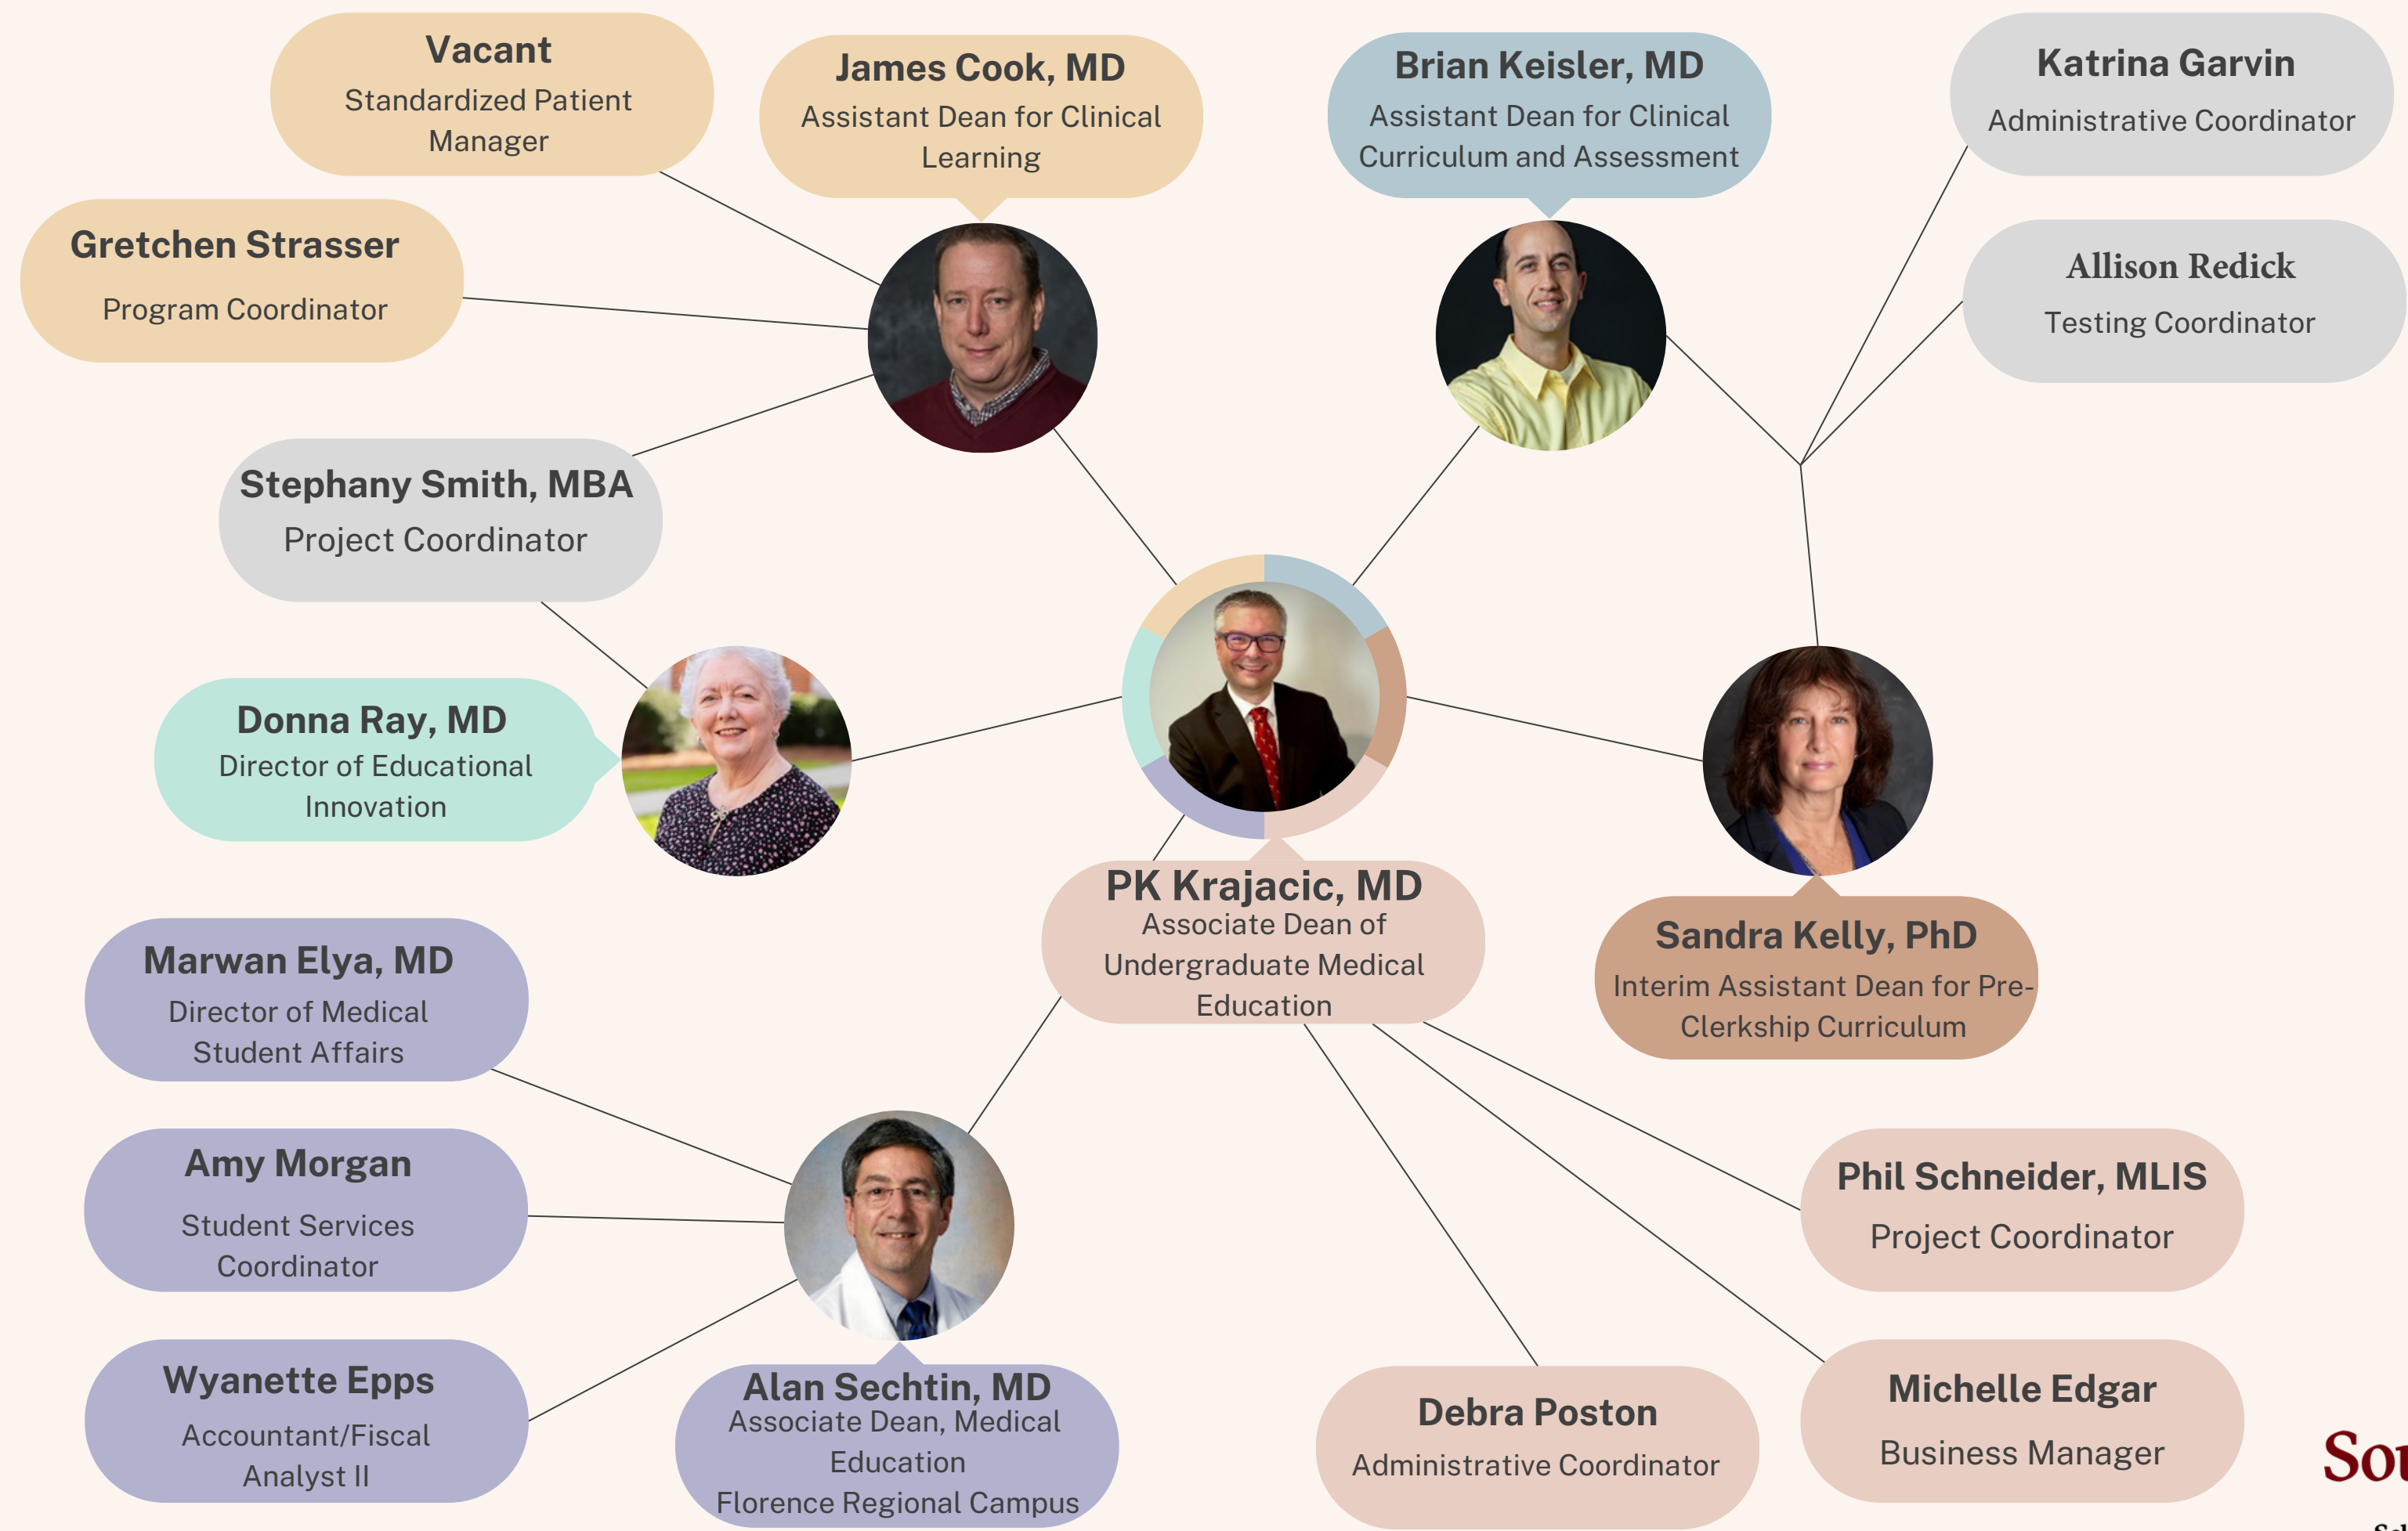 Vacant
Standardized Patient
Manager
James Cook, MD
Assistant Dean for Clinical
Learning
Brian Keisler, MD
Assistant Dean for Clinical
Curriculum and Assessment
Katrina Garvin
Administrative Coordinator
Gretchen Strasser
Program Coordinator
Allison Redick
Testing Coordinator
Stephany Smith, MBA
Project Coordinator
Donna Ray, MD
Director of Educational
Innovation
PK Krajacic, MD
Associate Dean of
Undergraduate Medical
Education
Sandra Kelly, PhD
Interim Assistant Dean for Pre-
Clerkship Curriculum
Marwan Elya, MD
Director of Medical
Student Affairs
Amy Morgan
Student Services
Coordinator
Phil Schneider, MLIS
Project Coordinator
Wyanette Epps
Accountant/Fiscal
Analyst II
Alan Sechtin, MD
Associate Dean, Medical
Education
Florence Regional Campus
Debra Poston
Administrative Coordinator
Michelle Edgar
Business Manager